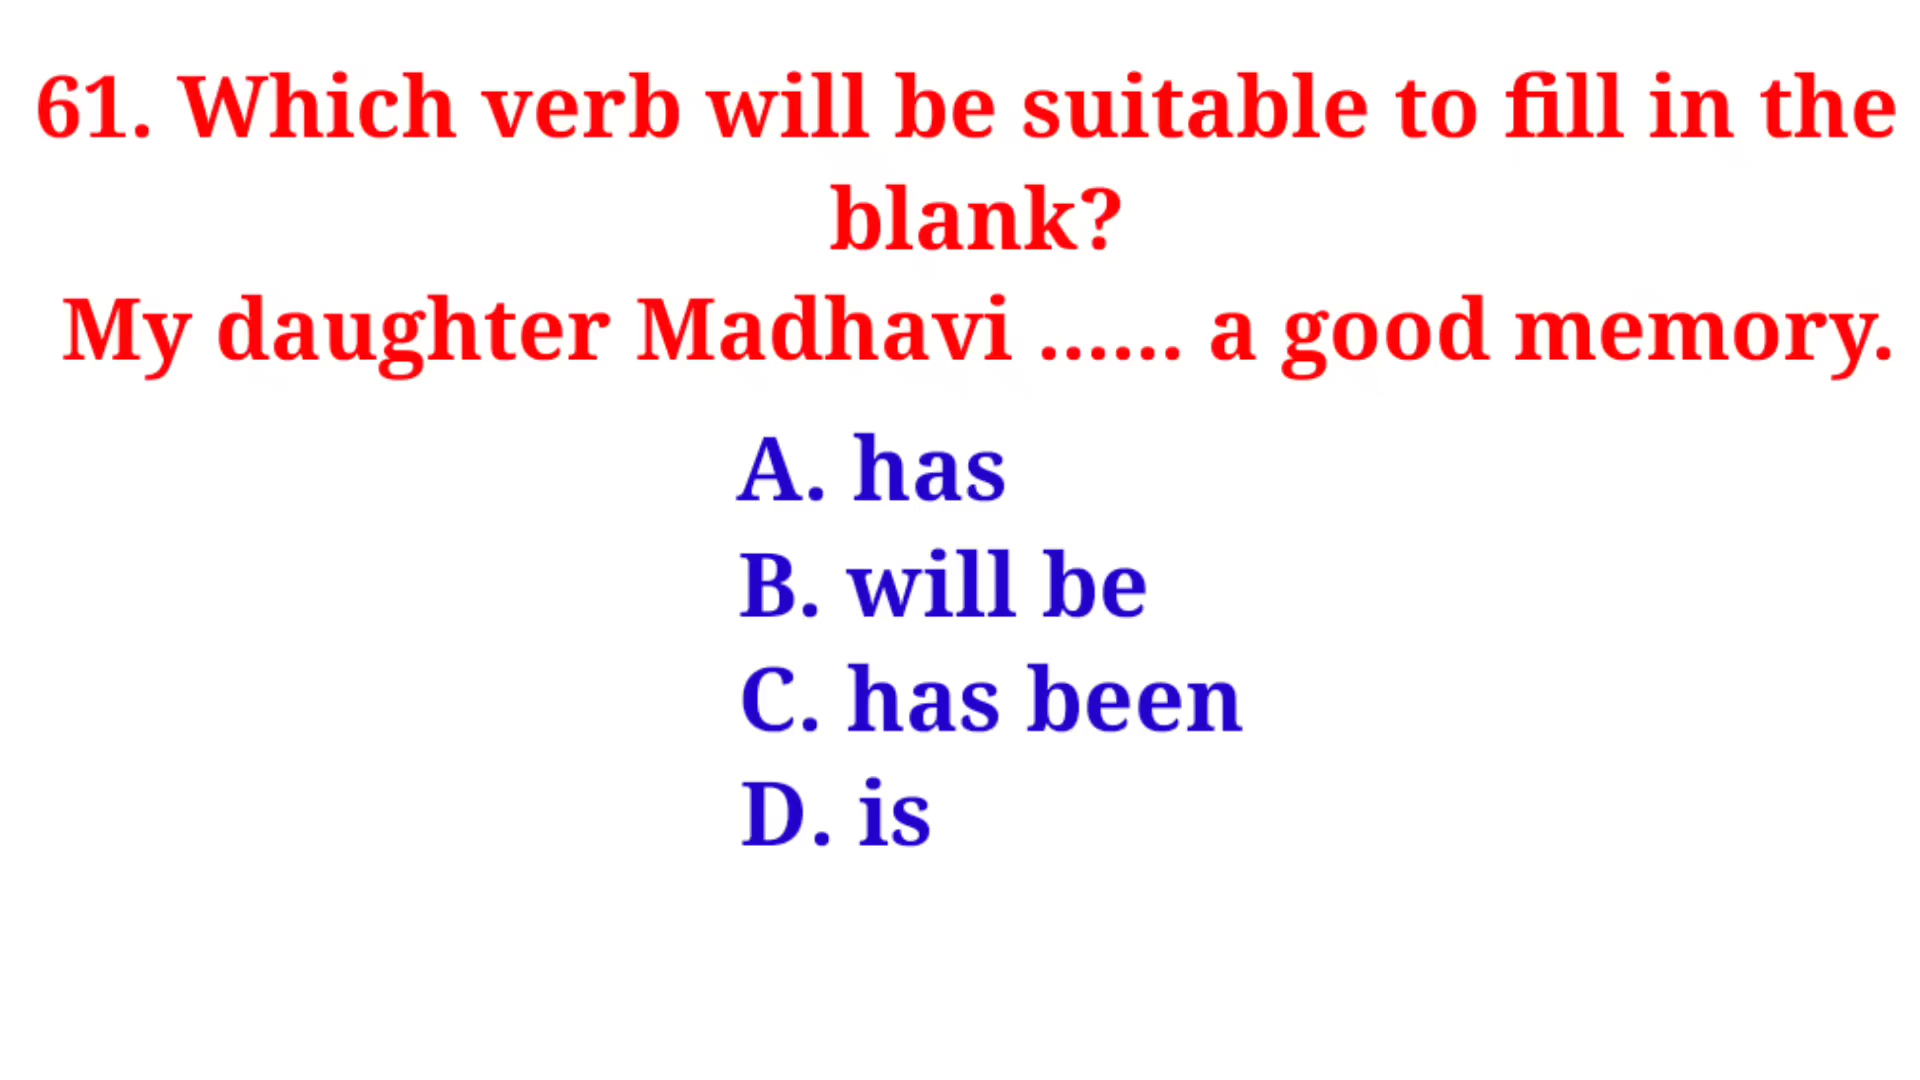 61. Which verb will be suitable to fill in the
blank?
My daughter Madhavi ...... a good memory.
A. has
B. will be
C. has been
D. is